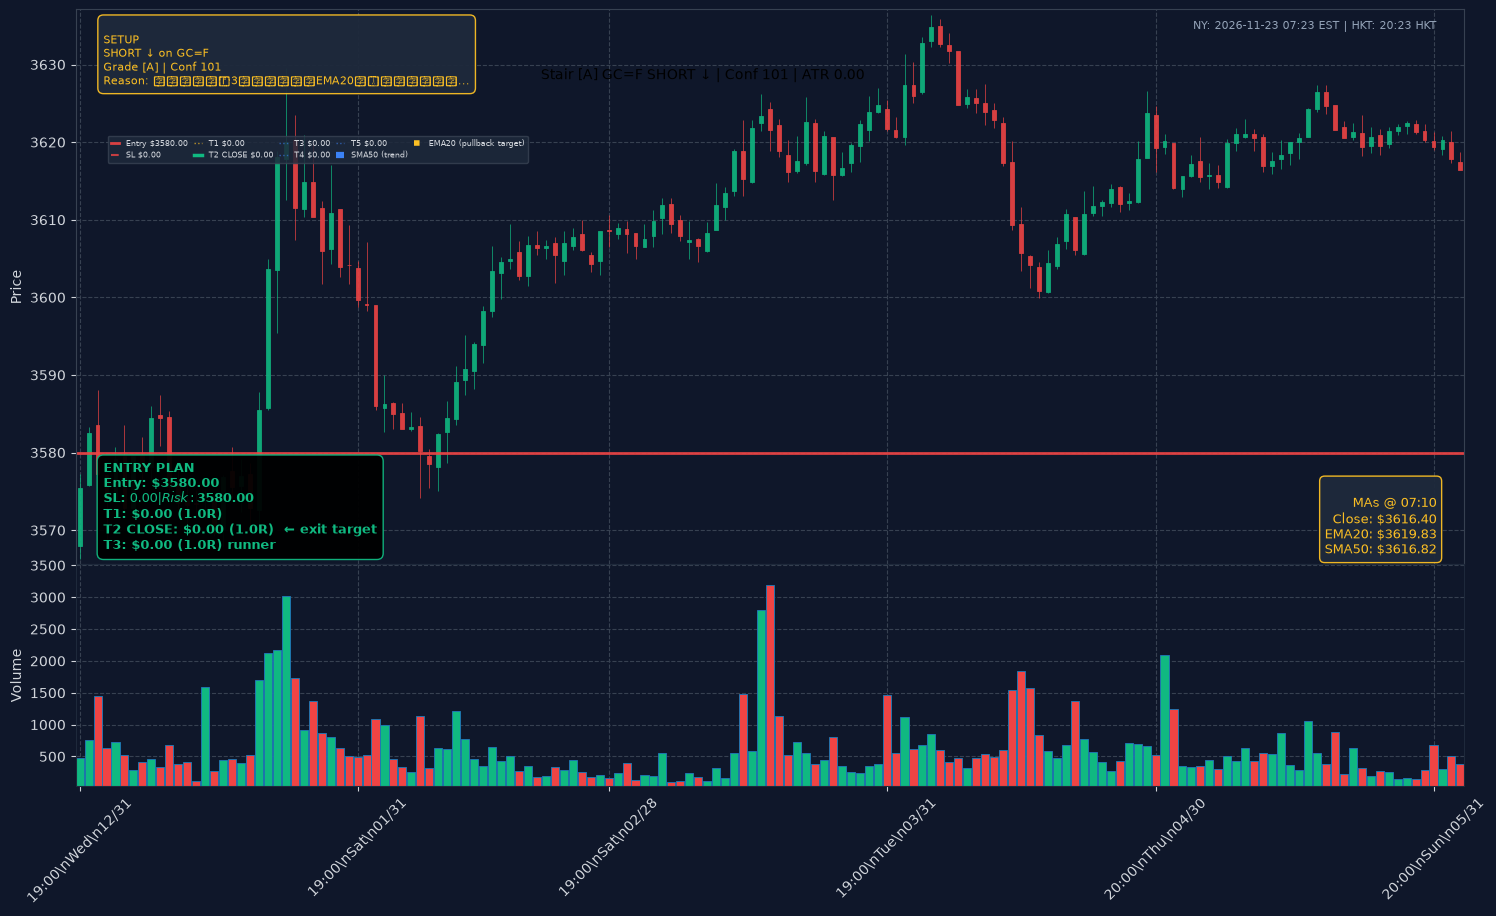 SETUP
SHORT ↓ on GC=F
Grade [A] | Conf 101
Reason: T3 EMA20 T ...
NY: 2026-11-23 07:23 EST | HKT: 20:23 HKT
Stair [A] GC=F SHORT ↓ | Conf 101 | ATR 0.00
Entry $3580.00 T1 $0.00 T3 $0.00 T5 $0.00 EMA20 (pullback target)
SL $0.00 T2 CLOSE $0.00 T4 $0.00 SMA50 (trend)
Price
3630
3620
3610
3600
3590
3580
3570
ENTRY PLAN
Entry: $3580.00
SL: 0.00|Risk:3580.00
T1: $0.00 (1.0R)
T2 CLOSE: $0.00 (1.0R) ← exit target
T3: $0.00 (1.0R) runner
MAs @ 07:10
Close: $3616.40
EMA20: $3619.83
SMA50: $3616.82
Volume
3500
3000
2500
2000
1500
1000
500
19:00\nWed\n12/31
19:00\nSat\n01/31
19:00\nSat\n02/28
19:00\nTue\n03/31
20:00\nThu\n04/30
20:00\nSun\n05/31